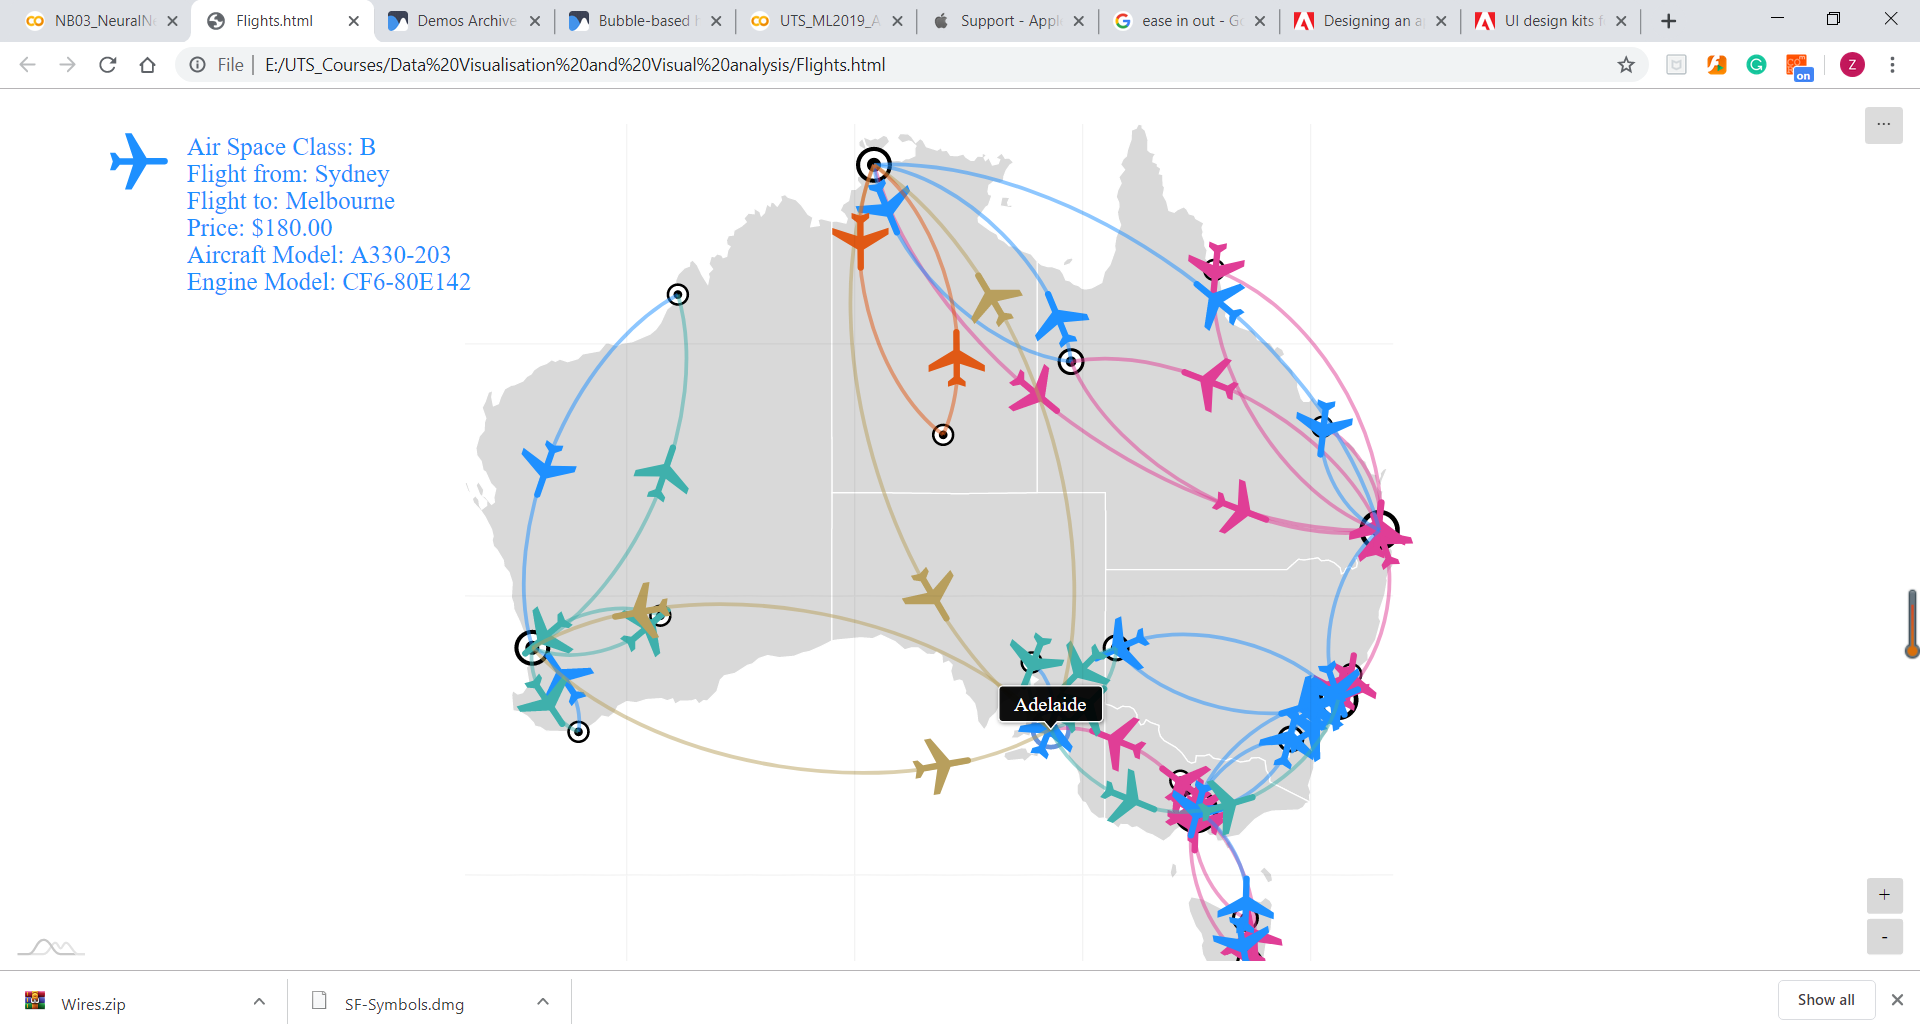 NB03_NeuralN
Flights.html
Demos Archive
Bubble-based
UTS_ML2019_A
Support - Appl
ease in out - G
Designing an a
UI design kits f
File
E:/UTS_Courses/Data%20Visualisation%20and%20Visual%20analysis/Flights.html
on
Z
...
Air Space Class: B
Flight from: Sydney
Flight to: Melbourne
Price: $180.00
Aircraft Model: A330-203
Engine Model: CF6-80E142
Adelaide
+
-
Wires.zip
SF-Symbols.dmg
Show all